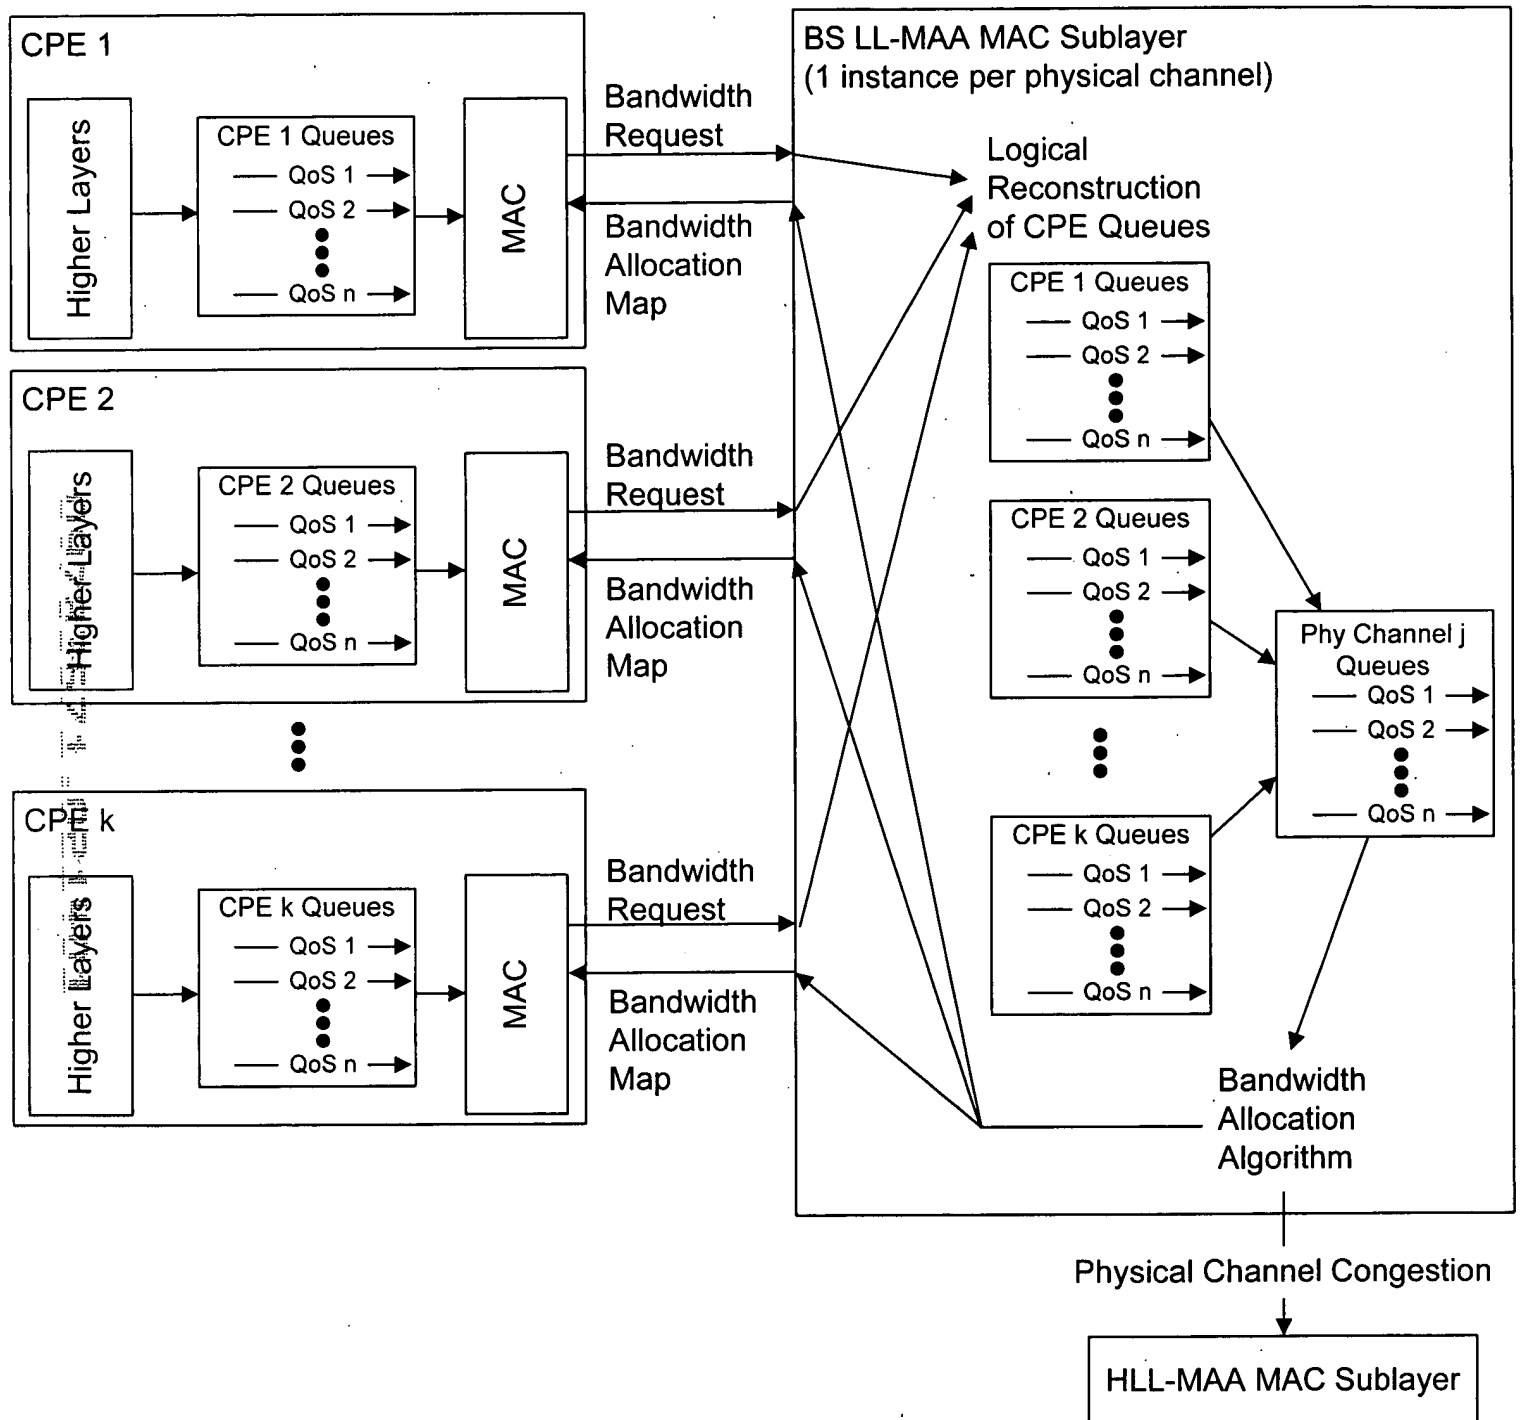 CPE 1
Higher Layers
CPE 1 Queues
QoS 1
QoS 2
QoS n
MAC
Bandwidth
Request
Bandwidth
Allocation
Map
CPE 2
Higher Layers
CPE 2 Queues
QoS 1
QoS 2
QoS n
MAC
Bandwidth
Request
Bandwidth
Allocation
Map
CPE k
Higher Layers
CPE k Queues
QoS 1
QoS 2
QoS n
MAC
Bandwidth
Request
Bandwidth
Allocation
Map
BS LL-MAA MAC Sublayer
(1 instance per physical channel)
Logical
Reconstruction
of CPE Queues
CPE 1 Queues
QoS 1
QoS 2
QoS n
CPE 2 Queues
QoS 1
QoS 2
QoS n
CPE k Queues
QoS 1
QoS 2
QoS n
Phy Channel j
Queues
QoS 1
QoS 2
QoS n
Bandwidth
Allocation
Algorithm
Physical Channel Congestion
HLL-MAA MAC Sublayer